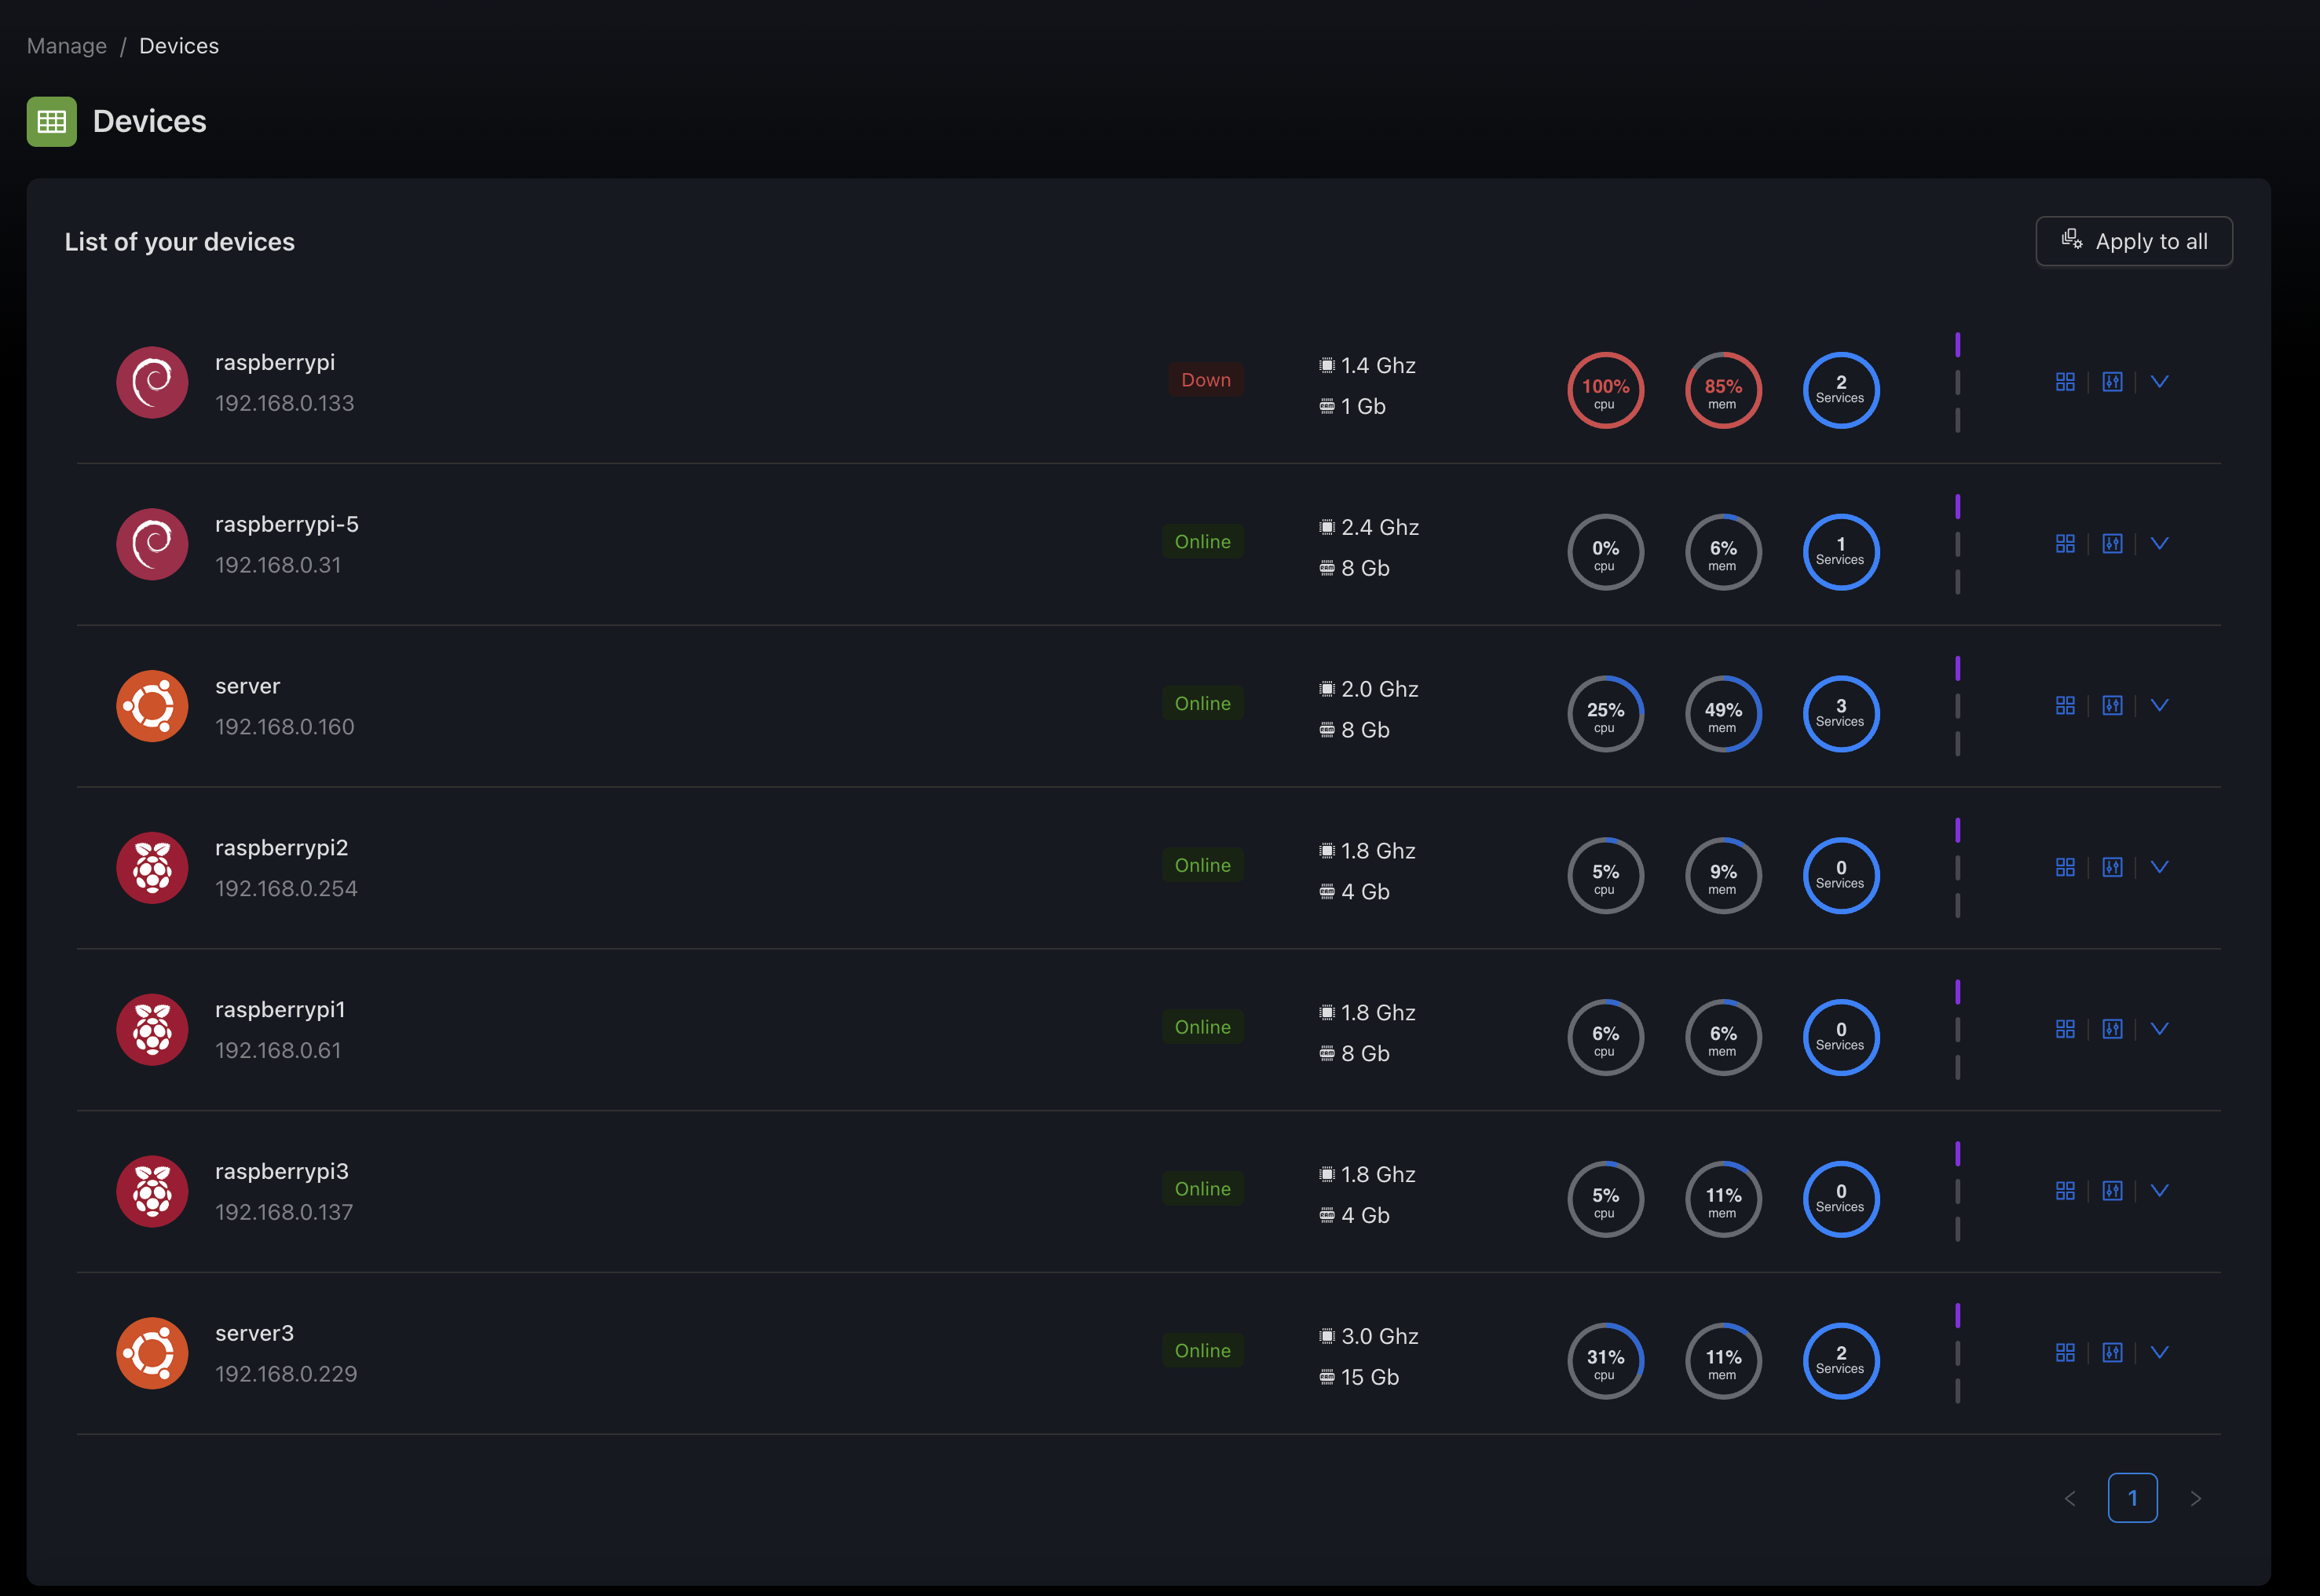 Manage / Devices
Devices
List of your devices
Apply to all
raspberrypi
192.168.0.133
Down
1.4 Ghz
1 Gb
100%
cpu
85%
mem
2
Services
raspberrypi-5
192.168.0.31
Online
2.4 Ghz
8 Gb
0%
cpu
6%
mem
1
Services
server
192.168.0.160
Online
2.0 Ghz
8 Gb
25%
cpu
49%
mem
3
Services
raspberrypi2
192.168.0.254
Online
1.8 Ghz
4 Gb
5%
cpu
9%
mem
0
Services
raspberrypi1
192.168.0.61
Online
1.8 Ghz
8 Gb
6%
cpu
6%
mem
0
Services
raspberrypi3
192.168.0.137
Online
1.8 Ghz
4 Gb
5%
cpu
11%
mem
0
Services
server3
192.168.0.229
Online
3.0 Ghz
15 Gb
31%
cpu
11%
mem
2
Services
1